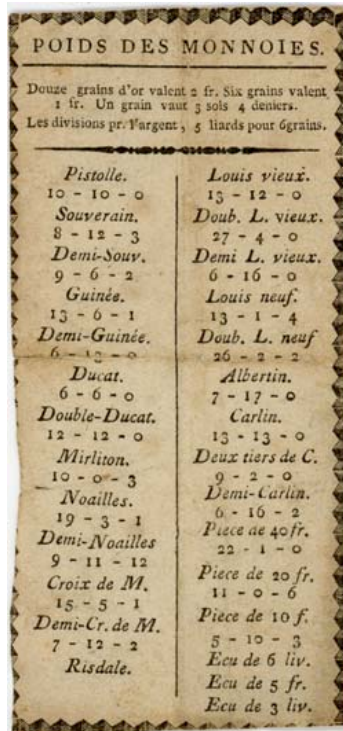 POIDS DES MONNOIES.
Douze grains d'or valent 2 fr. Six grains valent
1 fr. Un grain vaut 3 sols 4 deniers.
Les divisions pr. l'argent, 5 liards pour 6grains.
Pistolle.
10 - 10 - 0
Souverain.
8 - 12 - 3
Demi-Souv.
9 - 6 - 2
Guinée.
13 - 6 - 1
Demi-Guinée.
6 - 13 - 0
Ducat.
6 - 6 - 0
Double-Ducat.
12 - 12 - 0
Mirliton.
10 - 0 - 3
Noailles.
19 - 3 - 1
Demi-Noailles
9 - 11 - 12
Croix de M.
15 - 5 - 1
Demi-Cr. de M.
7 - 12 - 2
Risdale.
Louis vieux.
13 - 12 - 0
Doub. L. vieux.
27 - 4 - 0
Demi L. vieux.
6 - 16 - 0
Louis neuf.
13 - 1 - 4
Doub. L. neuf
26 - 2 - 2
Albertin.
7 - 17 - 0
Carlin.
13 - 13 - 0
Deux tiers de C.
9 - 2 - 0
Demi-Carlin.
6 - 16 - 2
Piece de 40 fr.
22 - 1 - 0
Piece de 20 fr.
11 - 0 - 6
Piece de 10 f.
5 - 10 - 3
Ecu de 6 liv.
Ecu de 5 fr.
Ecu de 3 liv.